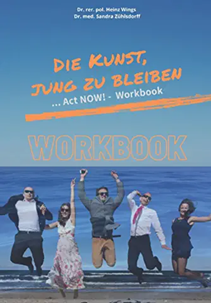 Dr. rer. pol. Heinz Wings
Dr. med. Sandra Zühlsdorff
Die Kunst,
jung zu bleiben
... Act NOW! - Workbook
WORKBOOK